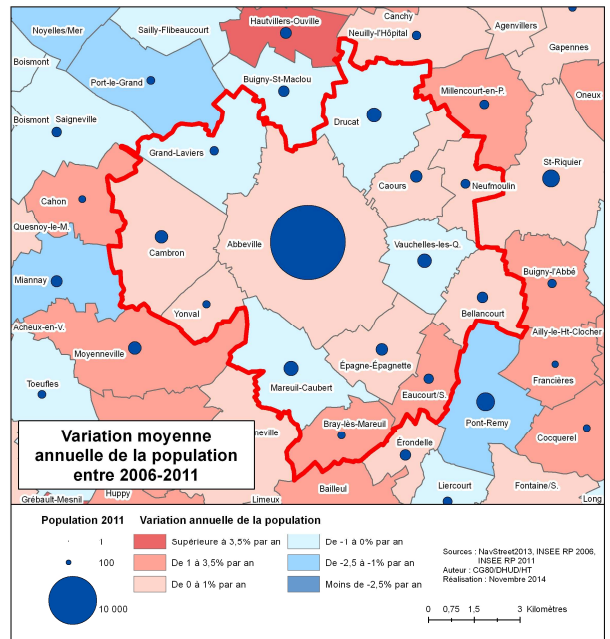 Noyelles/Mer
Sailly-Flibeaucourt
Hautvillers-Ouville
Canchy
Neuilly-l'Hôpital
Agenvillers
Gapennes
Boismont
Port-le-Grand
Buigny-St-Maclou
Millencourt-en-P.
Oneux
Boismont
Saigneville
Drucat
Grand-Laviers
St-Riquier
Cahon
Caours
Neufmoulin
Quesnoy-le-M.
Cambron
Abbeville
Vauchelles-les-Q.
Miannay
Buigny-l'Abbé
Yonval
Bellancourt
Acheux-en-V.
Ailly-le-Ht-Clocher
Moyenneville
Épagne-Épagnette
Francières
Toeufles
Mareuil-Caubert
Eaucourt/S.
Pont-Remy
Bray-lès-Mareuil
Cocquerel
Érondelle
neville
Grébault-Mesnil
Huppy
Limeux
Bailleul
Liercourt
Fontaine/S.
Long
Variation moyenne
annuelle de la population
entre 2006-2011
Population 2011
1
100
10 000
Variation annuelle de la population
Supérieure à 3,5% par an
De 1 à 3,5% par an
De 0 à 1% par an
De -1 à 0% par an
De -2,5 à -1% par an
Moins de -2,5% par an
Sources : NavStreet2013, INSEE RP 2006,
INSEE RP 2011
Auteur : CG80/DHUD/HT
Réalisation : Novembre 2014
0 0,75 1,5 3 Kilomètres